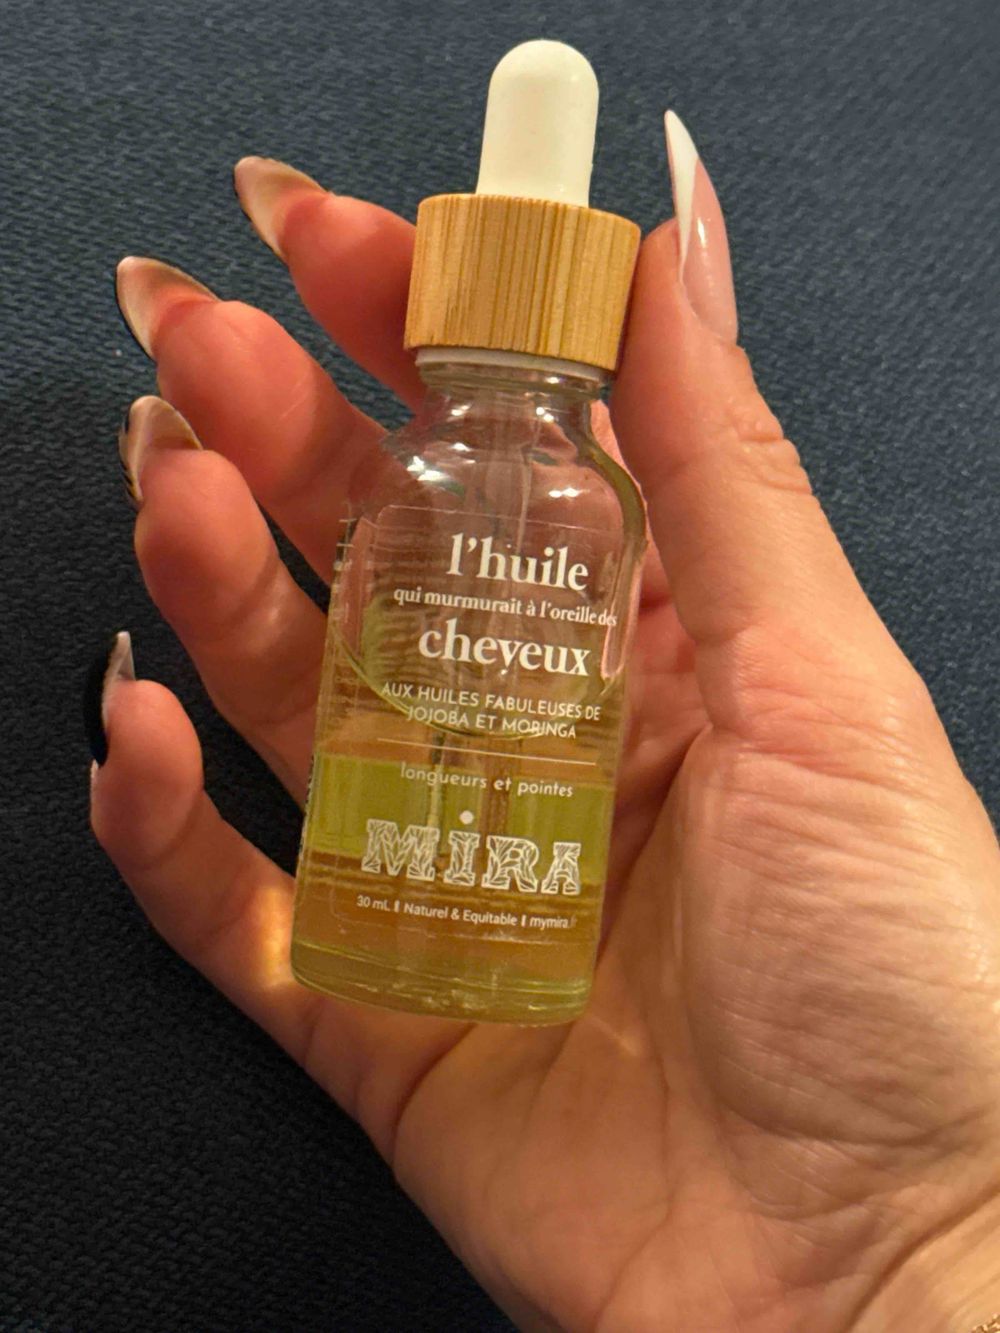 l'huile
qui murmurait à l'oreille des
cheveux
AUX HUILES FABULEUSES DE
JOJOBA ET MORINGA
longueurs et pointes
MIRA
30 mL I Naturel & Equitable I mymira.fr